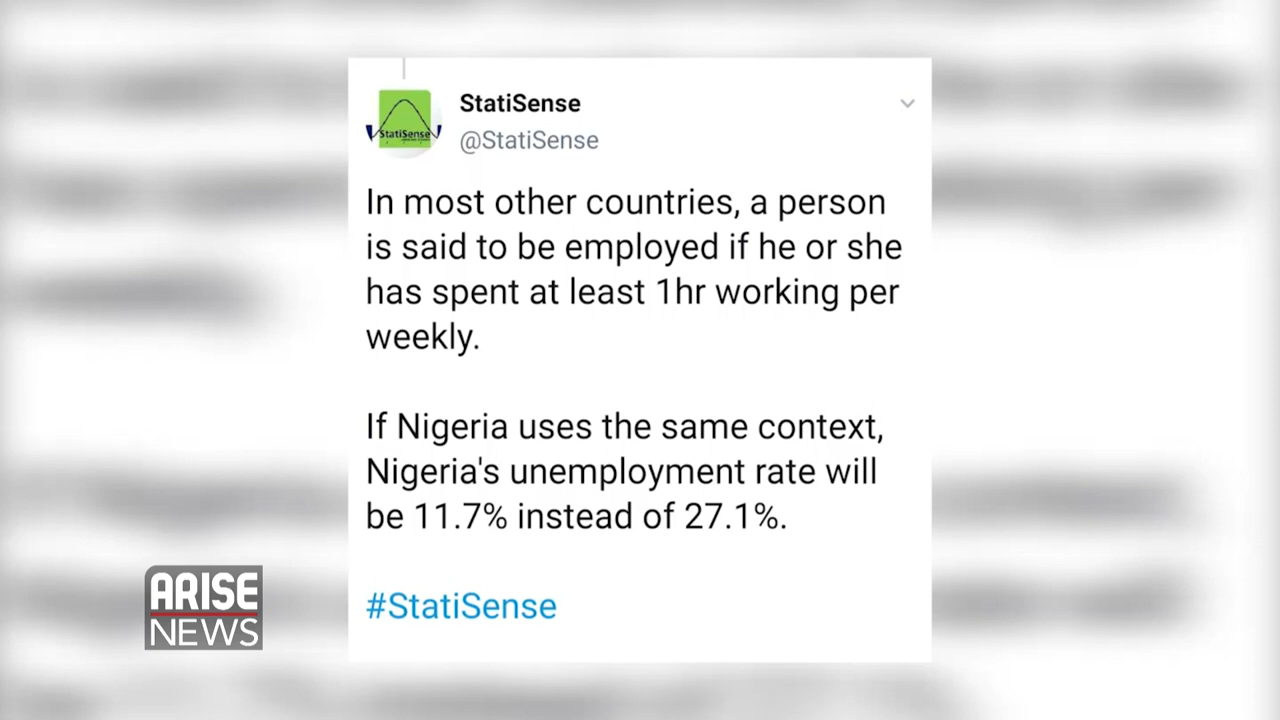 StatiSense
StatiSense
@StatiSense
In most other countries, a person
is said to be employed if he or she
has spent at least 1hr working per
weekly.
If Nigeria uses the same context,
Nigeria's unemployment rate will
be 11.7% instead of 27.1%.
#StatiSense
ARISE
NEWS